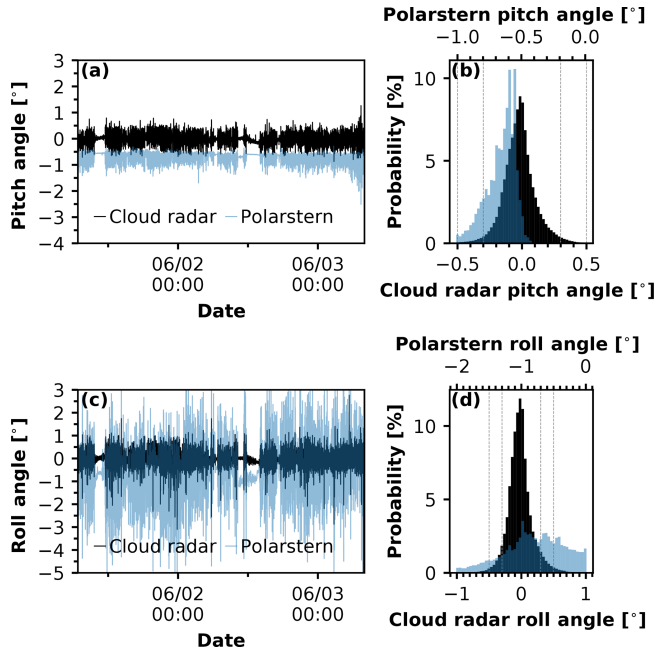 Polarstern pitch angle [°]
−1.0 −0.5 0.0
(a)
3
2
1
0
−1
−2
−3
−4
Pitch angle [°]
Cloud radar Polarstern
06/02 06/03
00:00 00:00
Date
(b)
10
5
0
Probability [%]
−0.5 0.0 0.5
Cloud radar pitch angle [°]
Polarstern roll angle [°]
−2 −1 0
(c)
3
2
1
0
−1
−2
−3
−4
−5
Roll angle [°]
Cloud radar Polarstern
06/02 06/03
00:00 00:00
Date
(d)
10
5
0
Probability [%]
−1 0 1
Cloud radar roll angle [°]